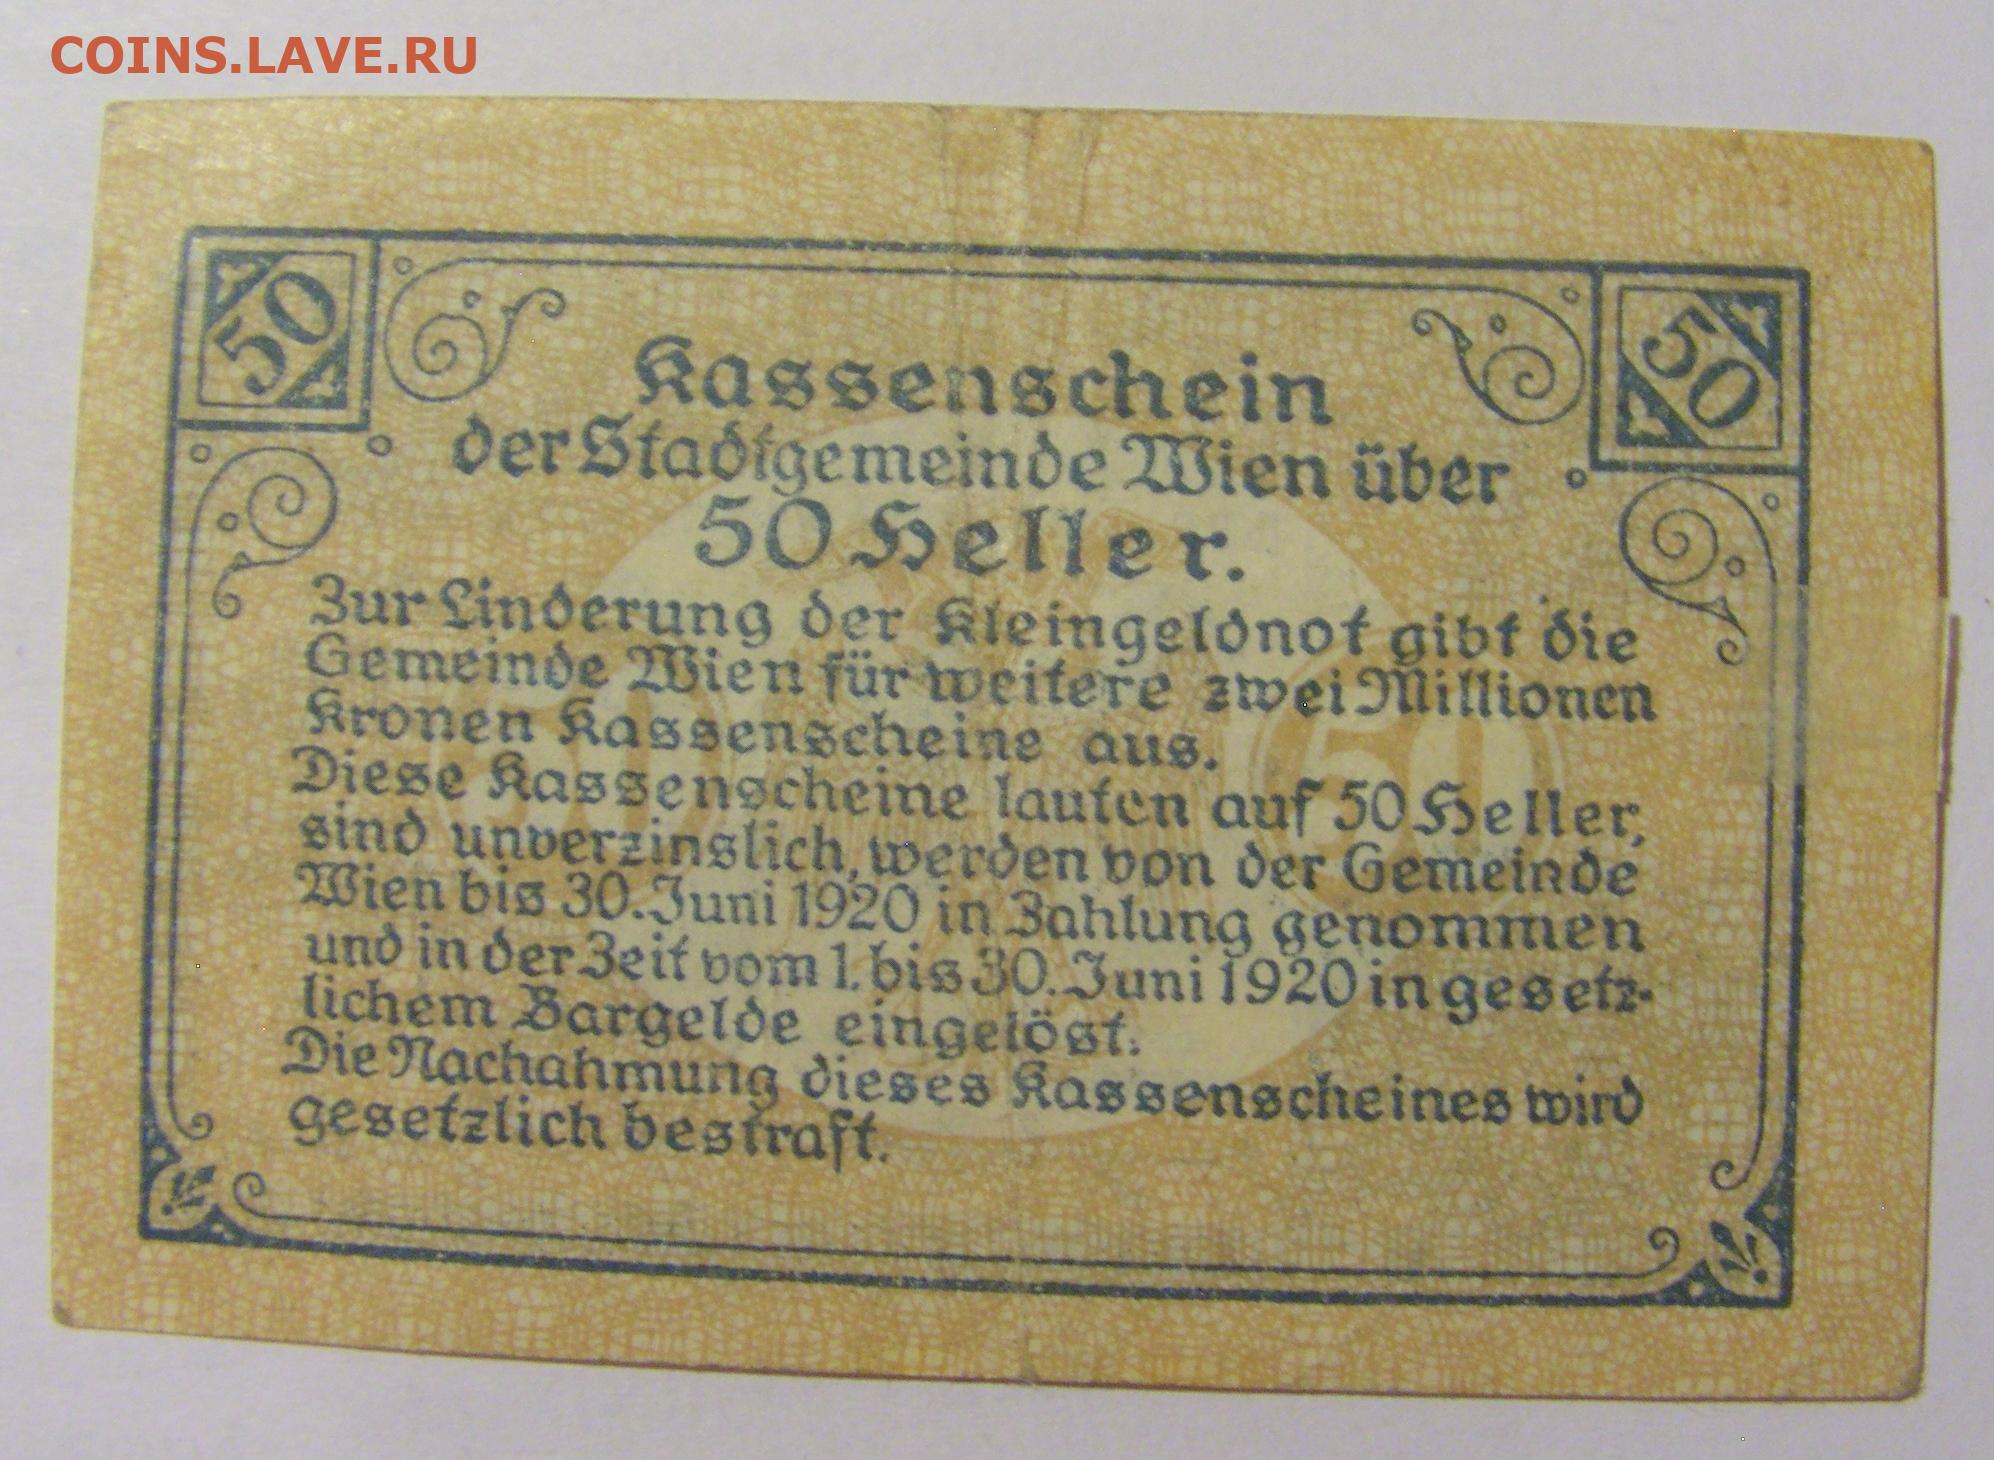 COINS.LAVE.RU
50
50
Kassenschein
der Stadtgemeinde Wien über
50 Heller.
Zur Linderung der Kleingeldnot gibt die
Gemeinde Wien für weitere zwei Millionen
Kronen Kassenscheine aus.
Diese Kassenscheine lauten auf 50 Heller,
sind unverzinslich, werden von der Gemeinde
Wien bis 30. Juni 1920 in Zahlung genommen
und in der Zeit vom 1. bis 30. Juni 1920 in gesetz-
lichem Bargelde eingelöst.
Die Nachahmung dieses Kassenscheines wird
gesetzlich bestraft.
50
50